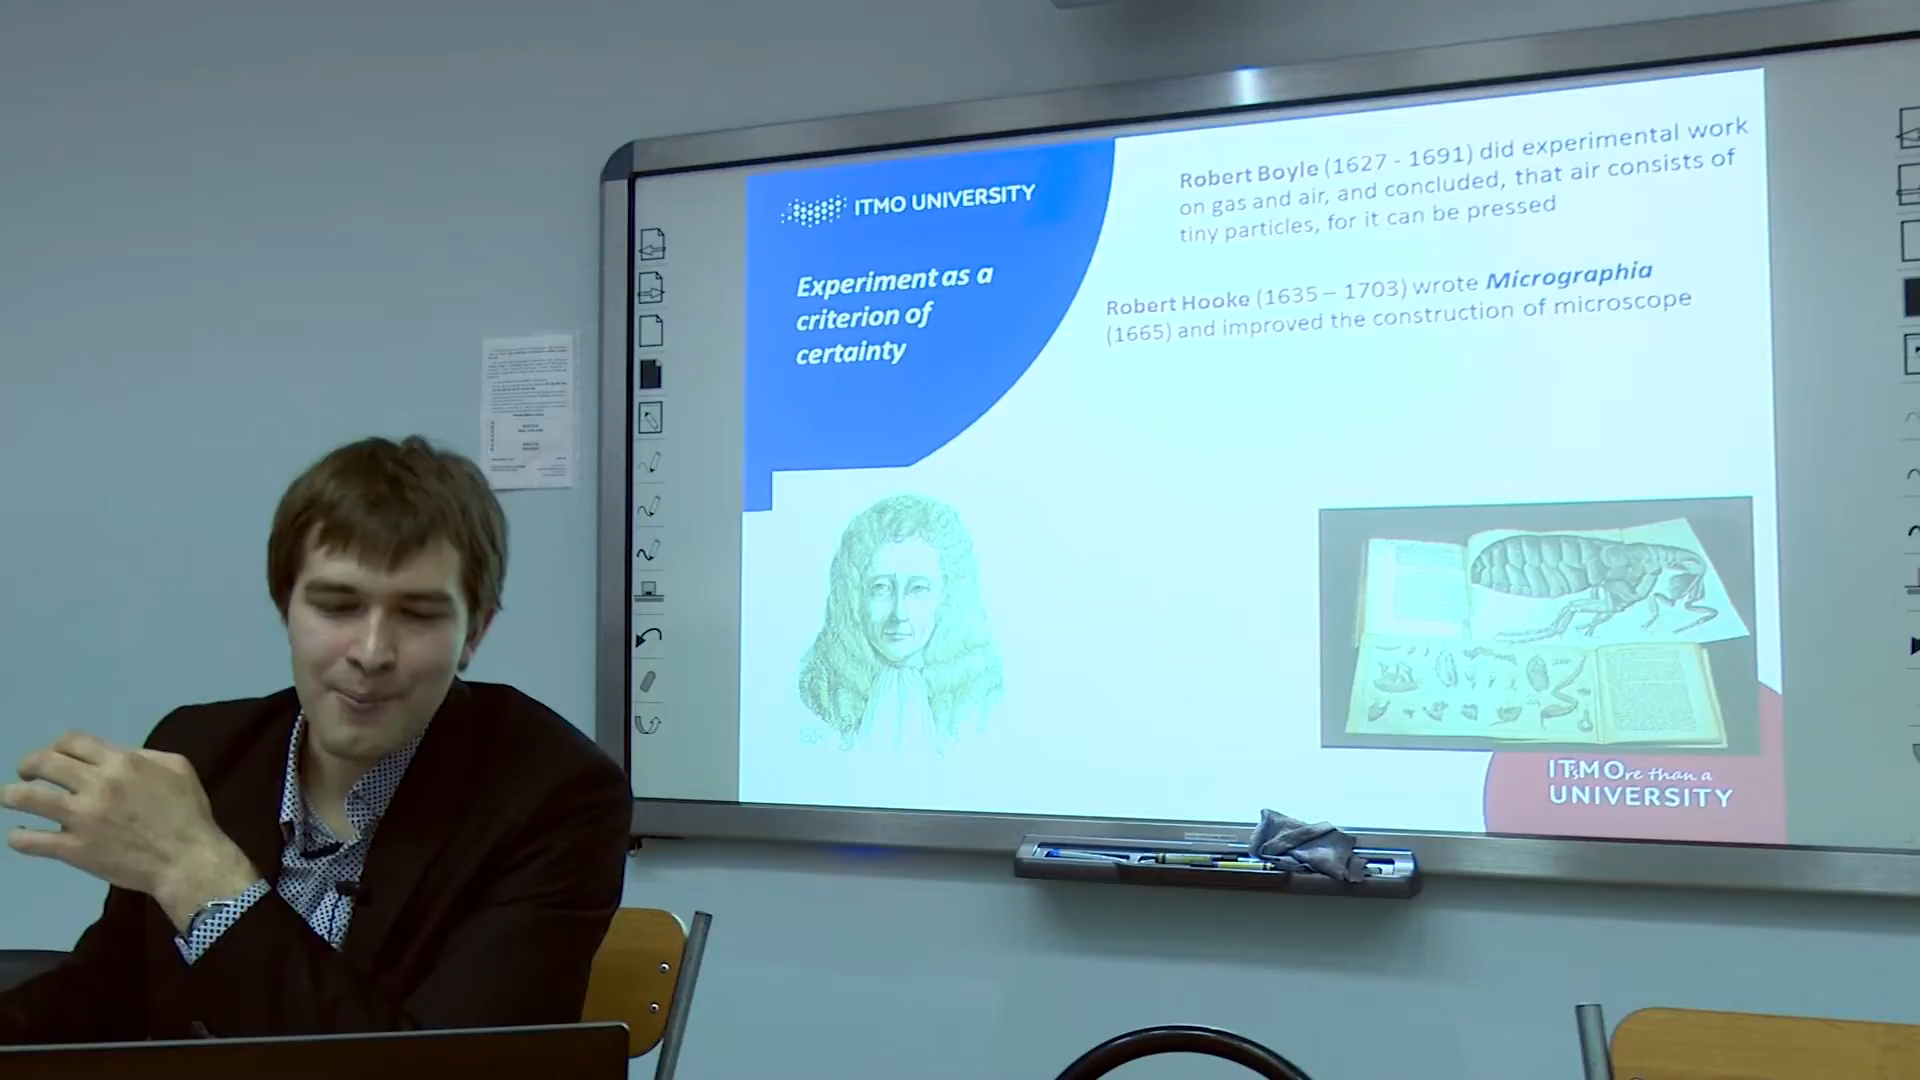 ITMO UNIVERSITY
Experiment as a
criterion of
certainty
Robert Boyle (1627 - 1691) did experimental work
on gas and air, and concluded, that air consists of
tiny particles, for it can be pressed
Robert Hooke (1635 – 1703) wrote Micrographia
(1665) and improved the construction of microscope
IT'sMOre than a
UNIVERSITY